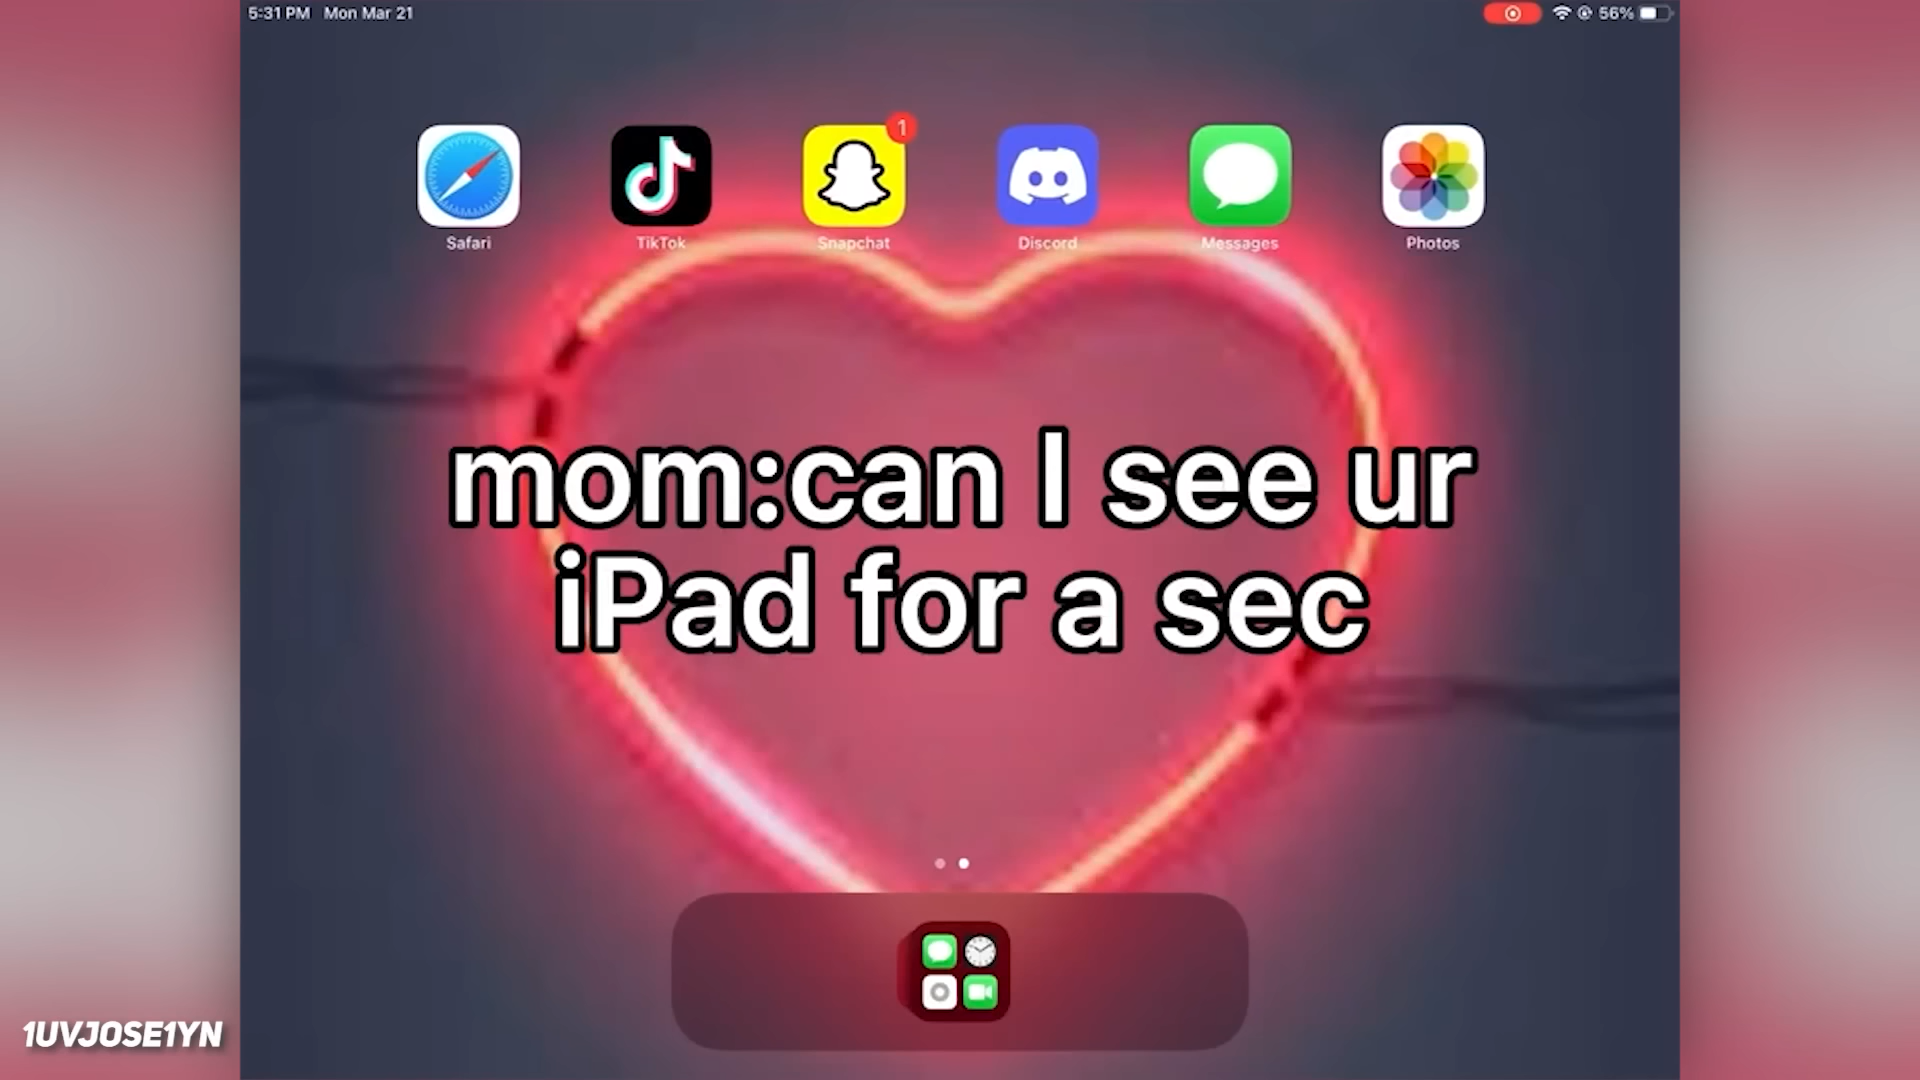 5:31 PM Mon Mar 21
56%
1
Safari
TikTok
Snapchat
Discord
Messages
Photos
mom:can I see ur
iPad for a sec
1UVJOSE1YN